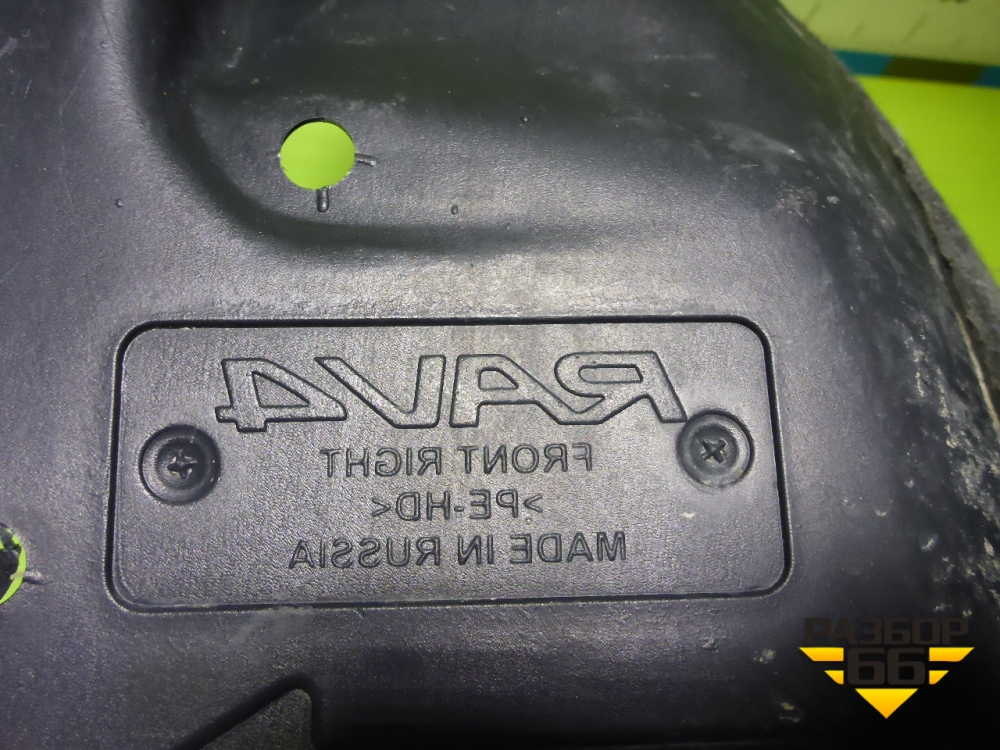 RAV4
FRONT RIGHT
>PE-HD<
MADE IN RUSSIA
РАЗБОР
66